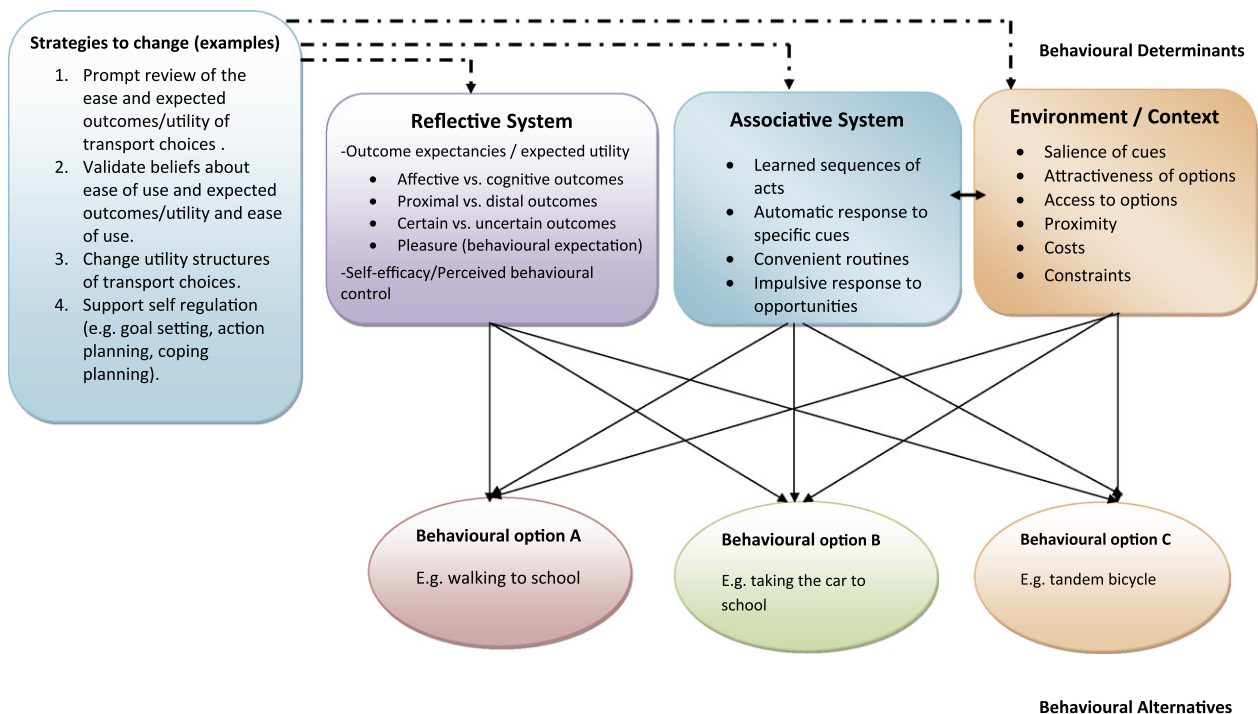 Strategies to change (examples)
1. Prompt review of the
ease and expected
outcomes/utility of
transport choices .
2. Validate beliefs about
ease of use and expected
outcomes/utility and ease
of use.
3. Change utility structures
of transport choices.
4. Support self regulation
(e.g. goal setting, action
planning, coping
planning).
Behavioural Determinants
Reflective System
-Outcome expectancies / expected utility
• Affective vs. cognitive outcomes
• Proximal vs. distal outcomes
• Certain vs. uncertain outcomes
• Pleasure (behavioural expectation)
-Self-efficacy/Perceived behavioural
control
Associative System
• Learned sequences of
acts
• Automatic response to
specific cues
• Convenient routines
• Impulsive response to
opportunities
Environment / Context
• Salience of cues
• Attractiveness of options
• Access to options
• Proximity
• Costs
• Constraints
Behavioural option A
E.g. walking to school
Behavioural option B
E.g. taking the car to
school
Behavioural option C
E.g. tandem bicycle
Behavioural Alternatives